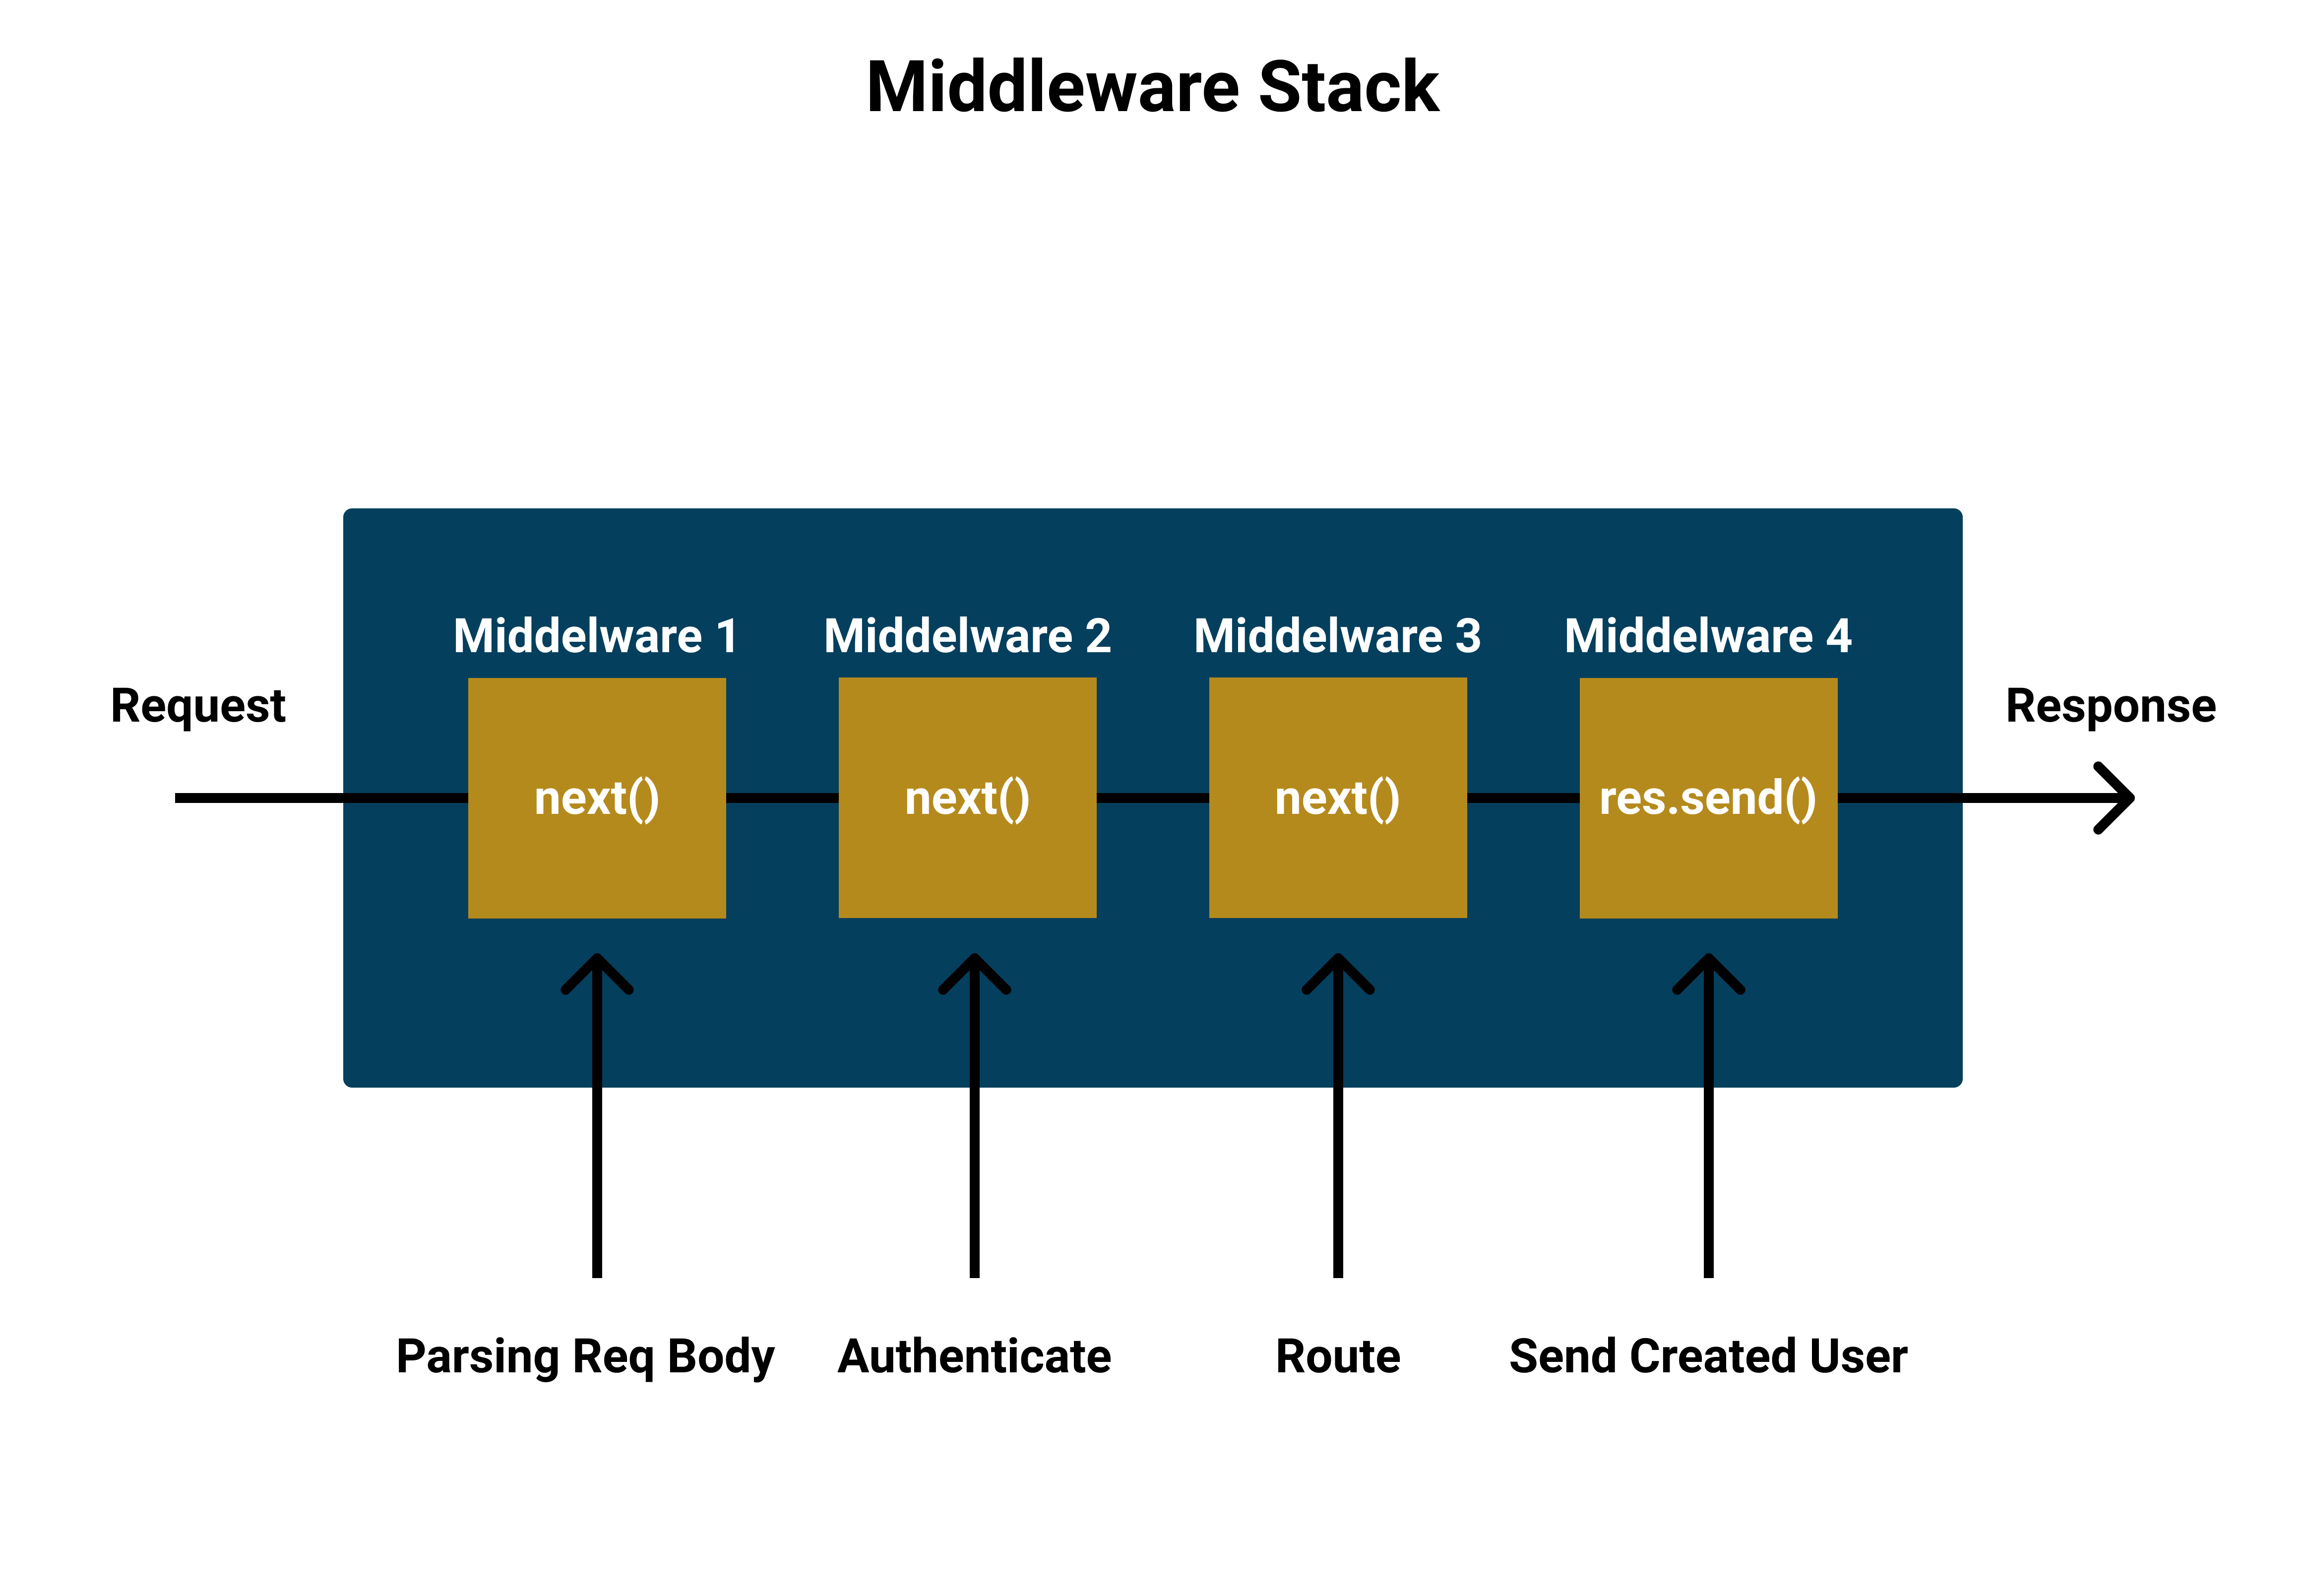 Middleware Stack
Middelware 1
Middelware 2
Middelware 3
Middelware 4
Request
Response
next()
next()
next()
res.send()
Parsing Req Body
Authenticate
Route
Send Created User